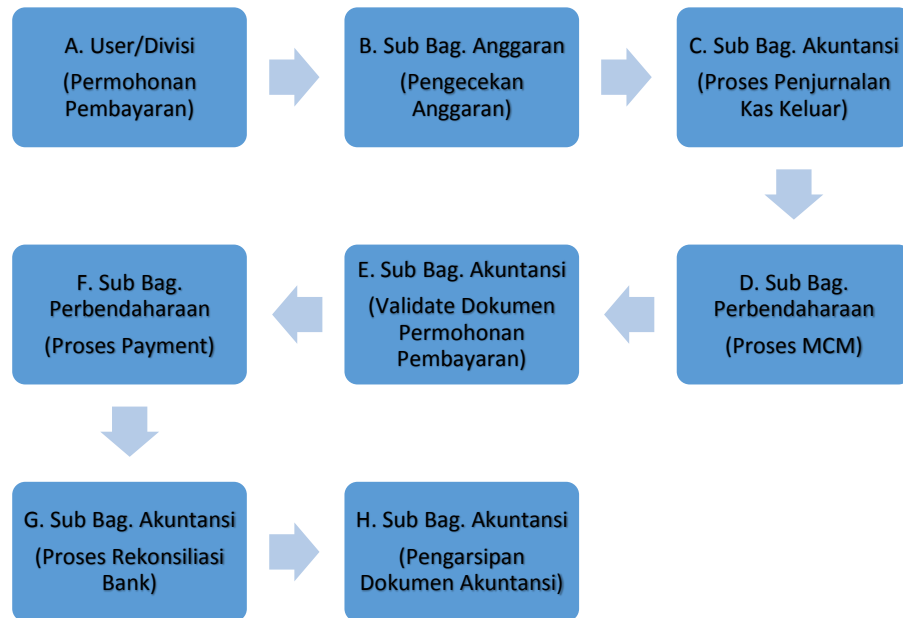 A. User/Divisi
(Permohonan
Pembayaran)
B. Sub Bag. Anggaran
(Pengecekan
Anggaran)
C. Sub Bag. Akuntansi
(Proses Penjurnalan
Kas Keluar)
D. Sub Bag.
Perbendaharaan
(Proses MCM)
E. Sub Bag. Akuntansi
(Validate Dokumen
Permohonan
Pembayaran)
F. Sub Bag.
Perbendaharaan
(Proses Payment)
G. Sub Bag. Akuntansi
(Proses Rekonsiliasi
Bank)
H. Sub Bag. Akuntansi
(Pengarsipan
Dokumen Akuntansi)